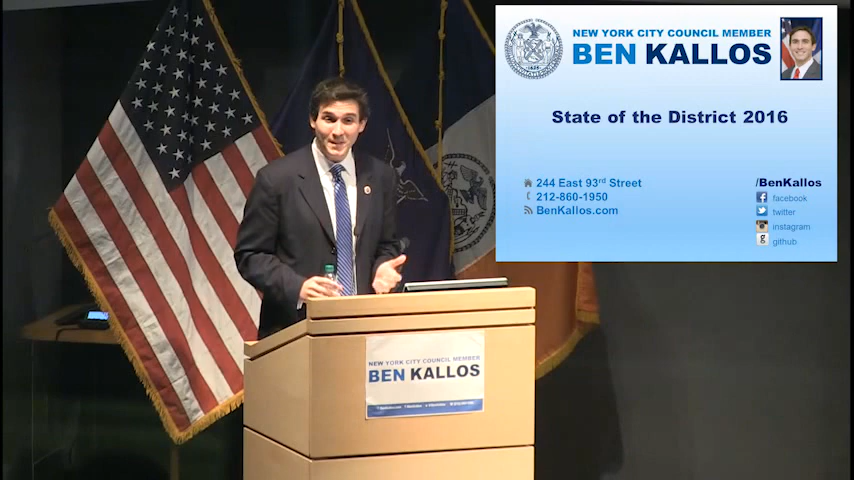 NEW YORK CITY COUNCIL MEMBER
BEN KALLOS
State of the District 2016
244 East 93rd Street
212-860-1950
BenKallos.com
/BenKallos
facebook
twitter
instagram
github
NEW YORK CITY COUNCIL MEMBER
BEN KALLOS